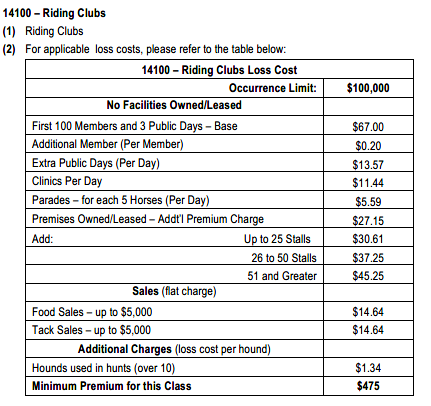 14100 – Riding Clubs
(1) Riding Clubs
(2) For applicable loss costs, please refer to the table below:
14100 – Riding Clubs Loss Cost
Occurrence Limit: $100,000
No Facilities Owned/Leased
First 100 Members and 3 Public Days – Base $67.00
Additional Member (Per Member) $0.20
Extra Public Days (Per Day) $13.57
Clinics Per Day $11.44
Parades – for each 5 Horses (Per Day) $5.59
Premises Owned/Leased – Addt'l Premium Charge $27.15
Add: Up to 25 Stalls $30.61
26 to 50 Stalls $37.25
51 and Greater $45.25
Sales (flat charge)
Food Sales – up to $5,000 $14.64
Tack Sales – up to $5,000 $14.64
Additional Charges (loss cost per hound)
Hounds used in hunts (over 10) $1.34
Minimum Premium for this Class $475